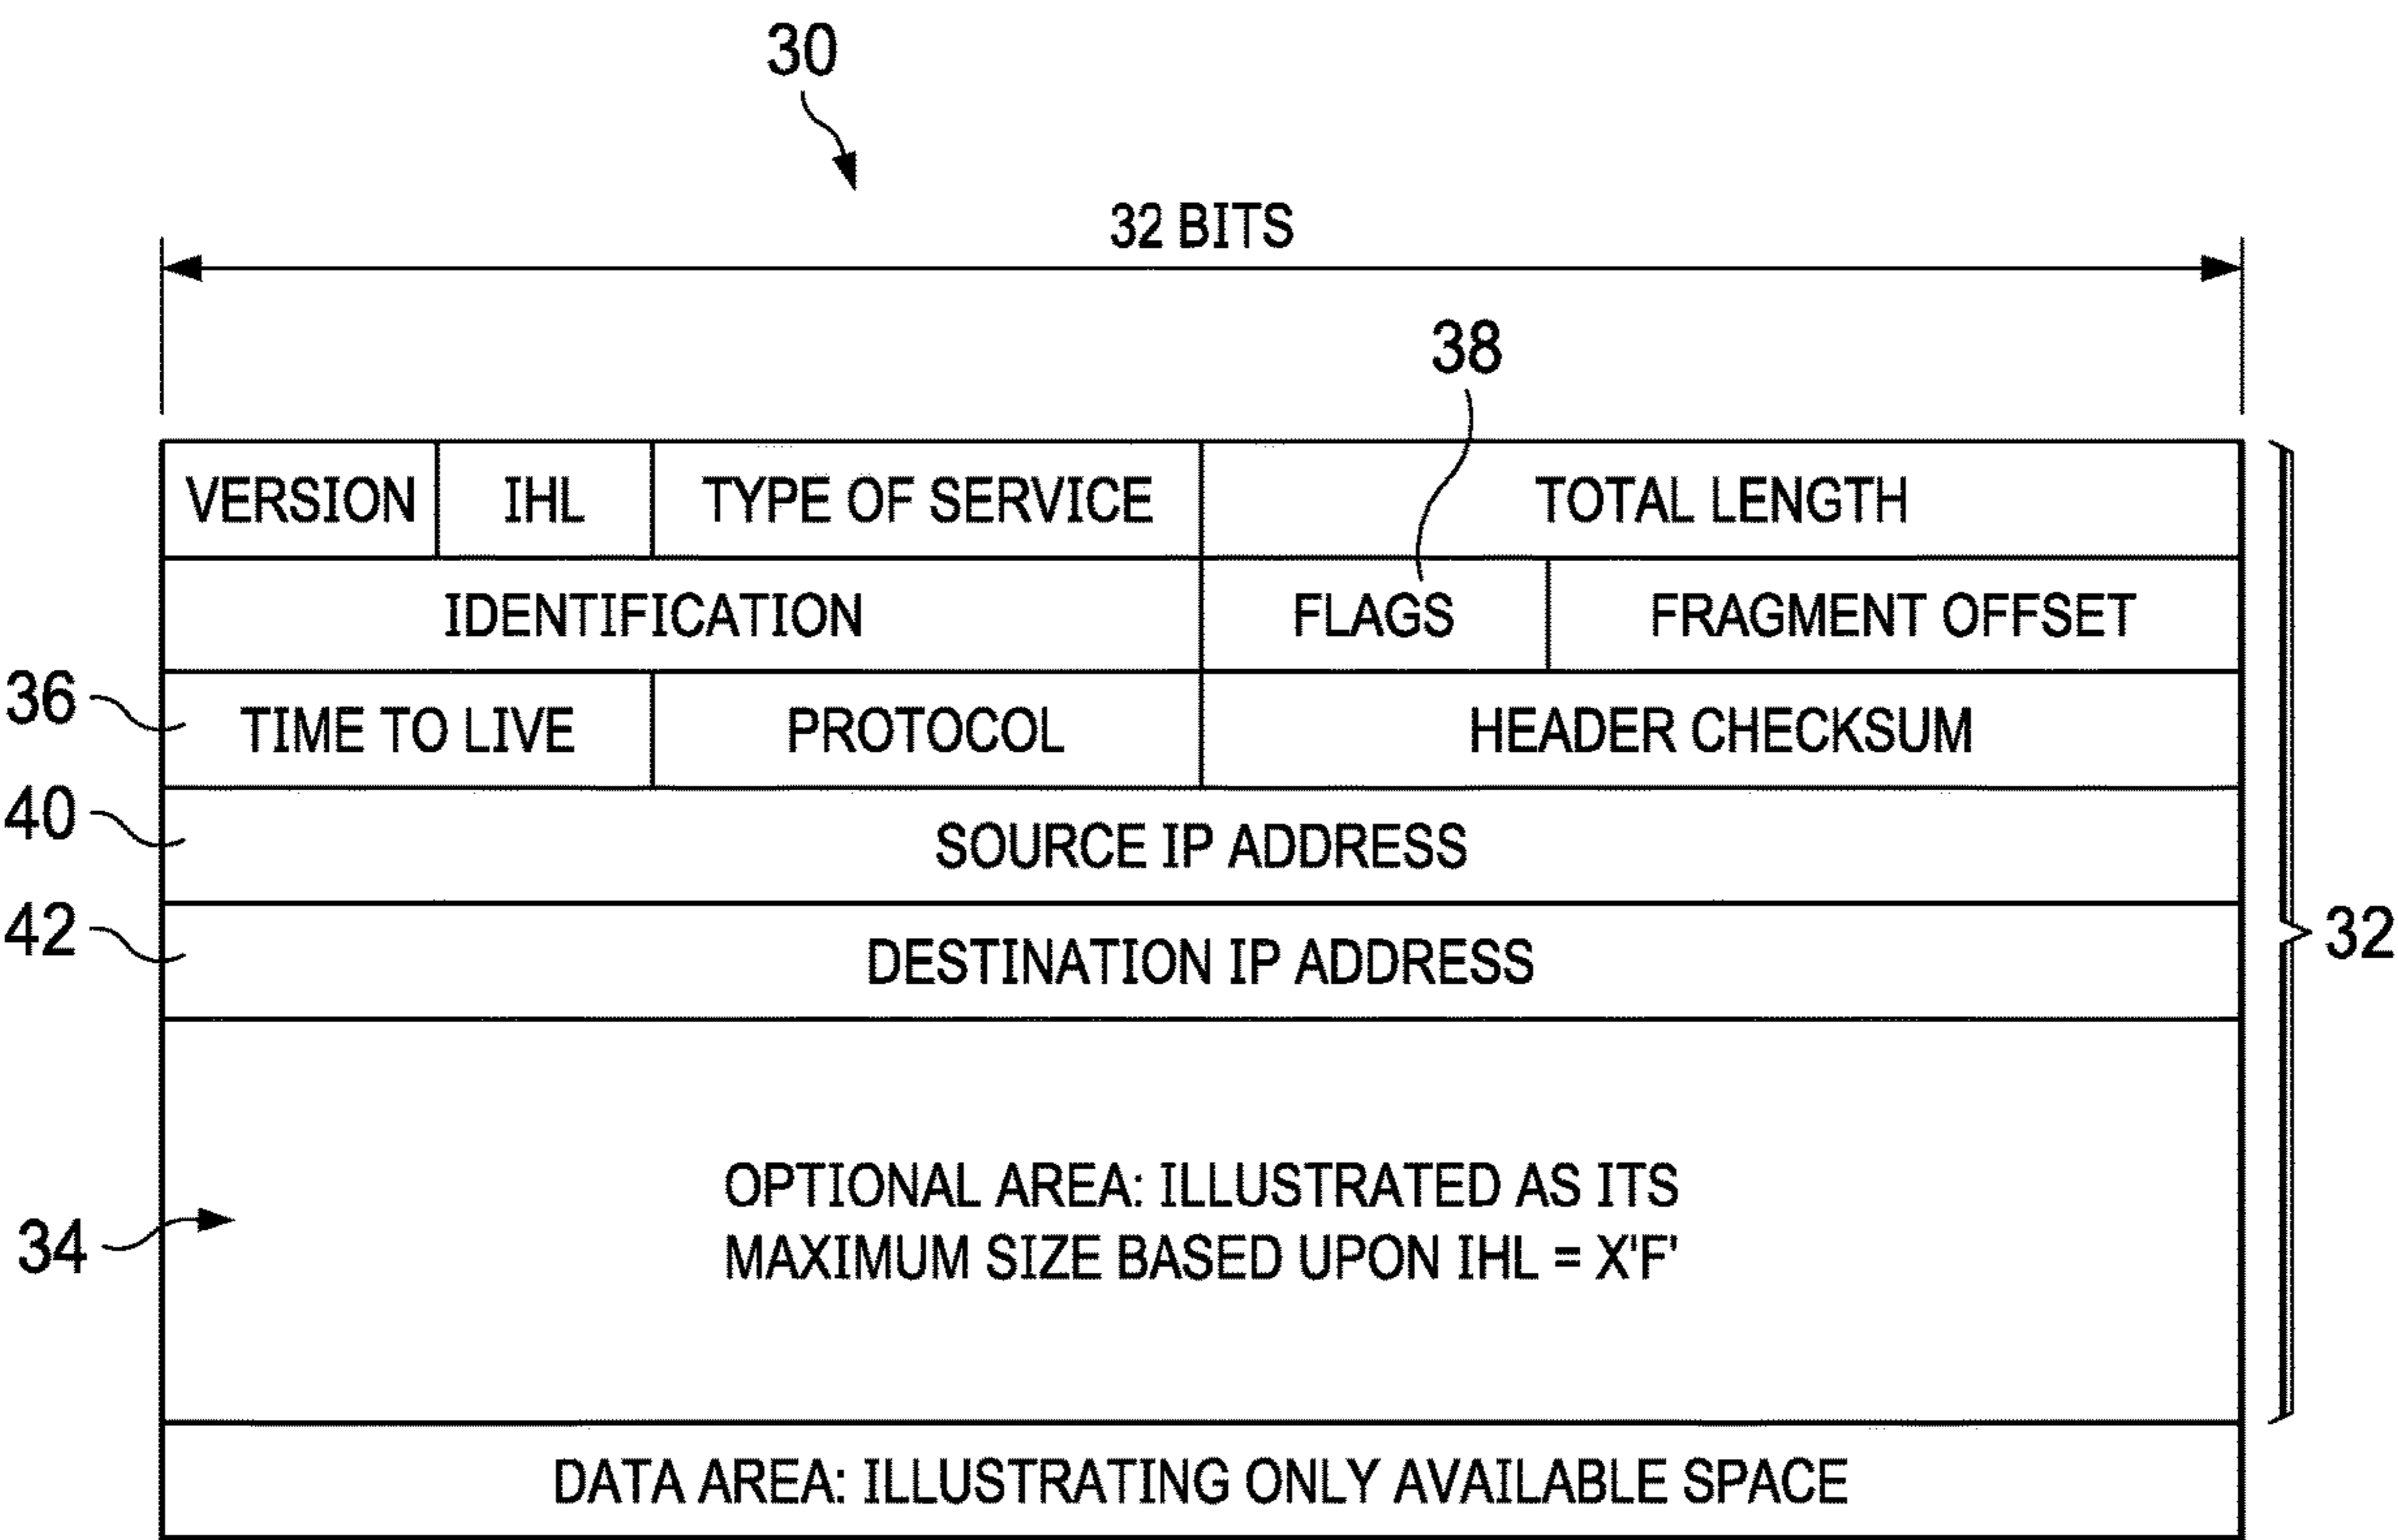 30
32 BITS
38
VERSION IHL TYPE OF SERVICE TOTAL LENGTH
IDENTIFICATION FLAGS FRAGMENT OFFSET
36 TIME TO LIVE PROTOCOL HEADER CHECKSUM
40 SOURCE IP ADDRESS
42 DESTINATION IP ADDRESS
32
OPTIONAL AREA: ILLUSTRATED AS ITS
MAXIMUM SIZE BASED UPON IHL = X'F'
34
DATA AREA: ILLUSTRATING ONLY AVAILABLE SPACE